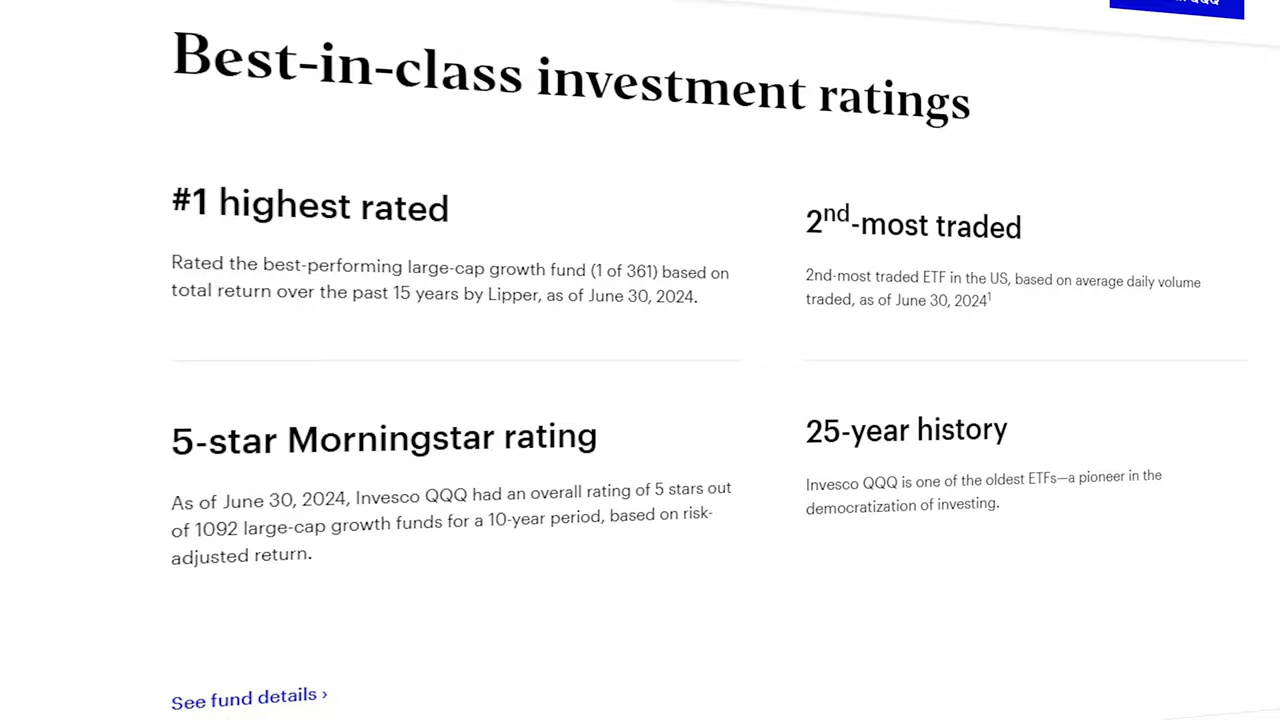 Best-in-class investment ratings
#1 highest rated
Rated the best-performing large-cap growth fund (1 of 361) based on
total return over the past 15 years by Lipper, as of June 30, 2024.
2nd-most traded
2nd-most traded ETF in the US, based on average daily volume
traded, as of June 30, 2024¹
5-star Morningstar rating
As of June 30, 2024, Invesco QQQ had an overall rating of 5 stars out
of 1092 large-cap growth funds for a 10-year period, based on risk-
adjusted return.
25-year history
Invesco QQQ is one of the oldest ETFs—a pioneer in the
democratization of investing.
See fund details ›